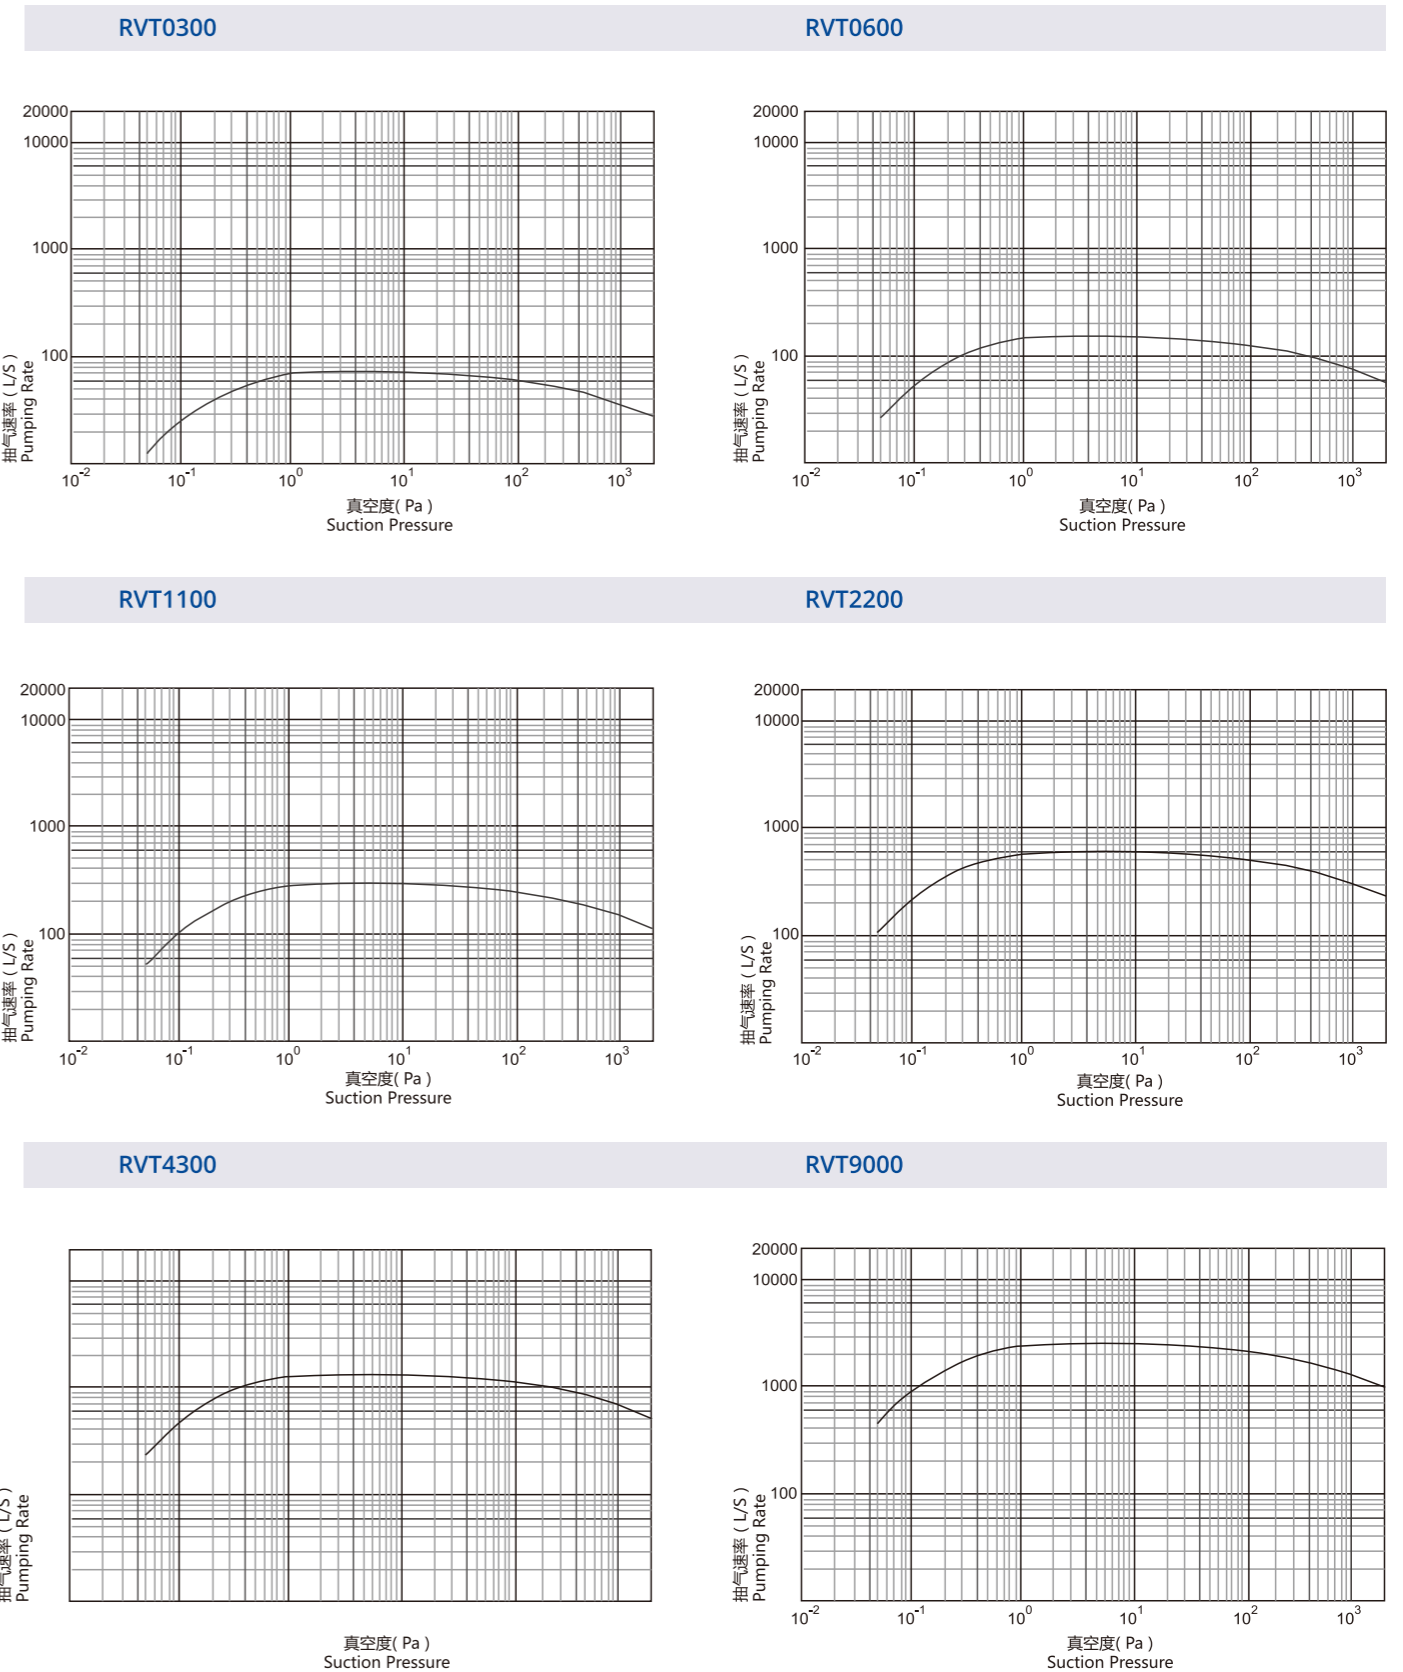 RVT0300
RVT0600
20000
10000
1000
100
抽气速率 ( L/S )
Pumping Rate
10-2
10-1
100
101
102
103
真空度( Pa )
Suction Pressure
20000
10000
1000
100
抽气速率 ( L/S )
Pumping Rate
10-2
10-1
100
101
102
103
真空度( Pa )
Suction Pressure
RVT1100
RVT2200
20000
10000
1000
100
抽气速率 ( L/S )
Pumping Rate
10-2
10-1
100
101
102
103
真空度( Pa )
Suction Pressure
20000
10000
1000
100
抽气速率 ( L/S )
Pumping Rate
10-2
10-1
100
101
102
103
真空度( Pa )
Suction Pressure
RVT4300
RVT9000
抽气速率 ( L/S )
Pumping Rate
真空度( Pa )
Suction Pressure
20000
10000
1000
100
抽气速率 ( L/S )
Pumping Rate
10-2
10-1
100
101
102
103
真空度( Pa )
Suction Pressure